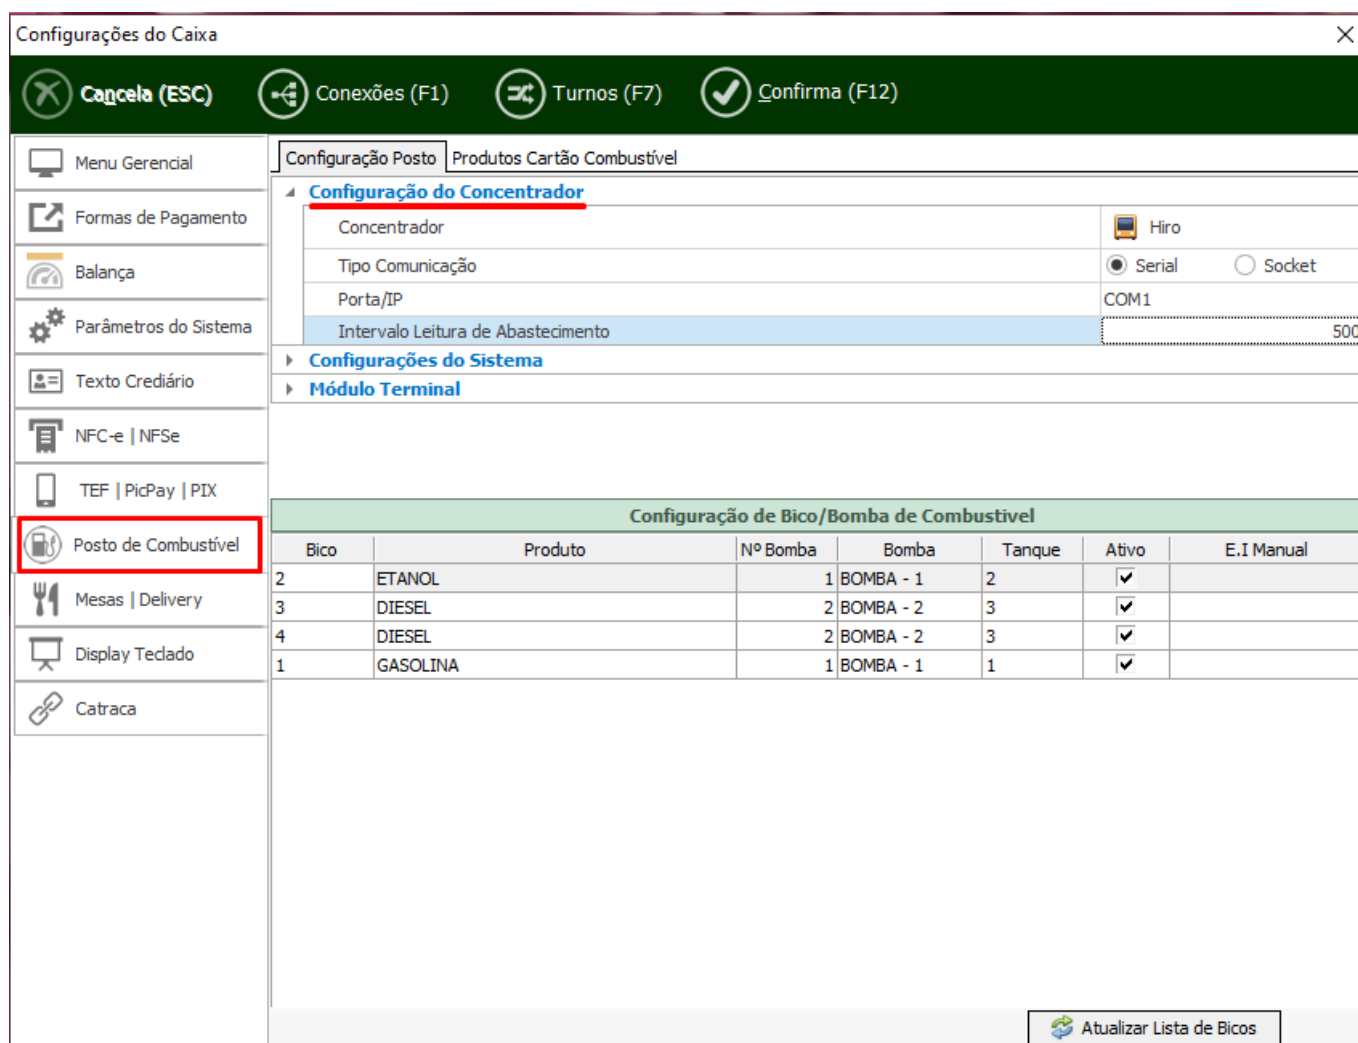 Configurações do Caixa
Cancela (ESC) Conexões (F1) Turnos (F7) Confirma (F12)
Menu Gerencial
Formas de Pagamento
Balança
Parâmetros do Sistema
Texto Crediário
NFC-e | NFSe
TEF | PicPay | PIX
Posto de Combustível
Mesas | Delivery
Display Teclado
Catraca
Configuração Posto Produtos Cartão Combustível
Configuração do Concentrador
Concentrador Hiro
Tipo Comunicação Serial Socket
Porta/IP COM1
Intervalo Leitura de Abastecimento 500
Configurações do Sistema
Módulo Terminal
Configuração de Bico/Bomba de Combustivel
Bico Produto Nº Bomba Bomba Tanque Ativo E.I Manual
2 ETANOL 1 BOMBA - 1 2
3 DIESEL 2 BOMBA - 2 3
4 DIESEL 2 BOMBA - 2 3
1 GASOLINA 1 BOMBA - 1 1
Atualizar Lista de Bicos